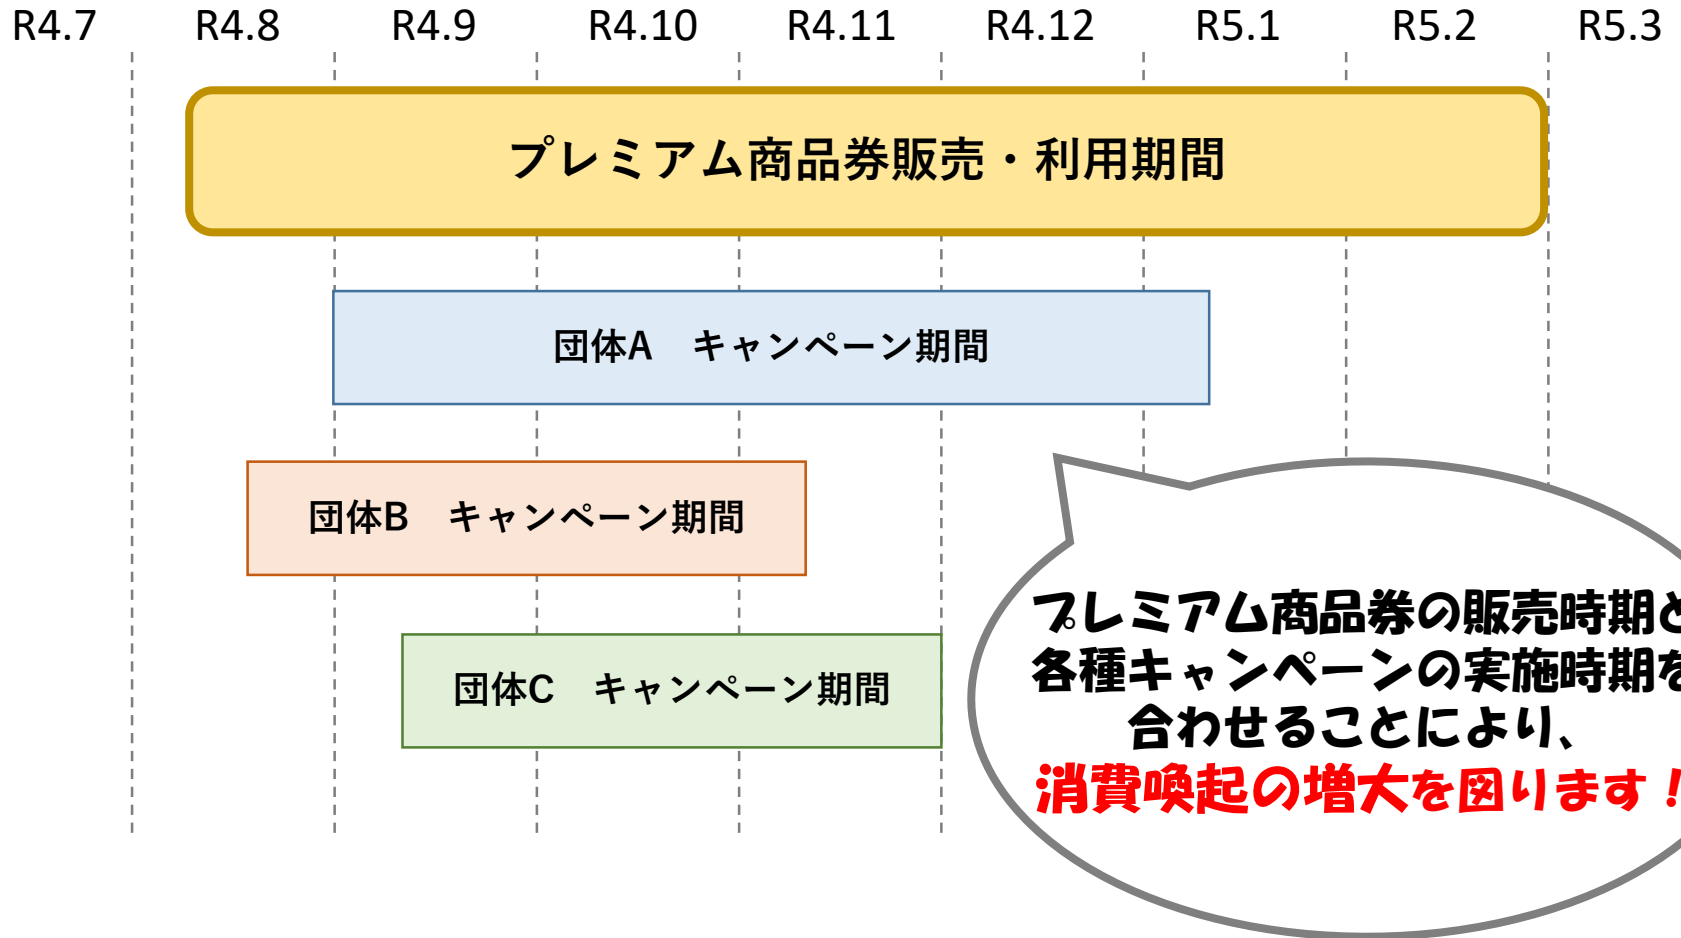 R4.7 R4.8 R4.9 R4.10 R4.11 R4.12 R5.1 R5.2 R5.3
プレミアム商品券販売・利用期間
団体A　キャンペーン期間
団体B　キャンペーン期間
団体C　キャンペーン期間
プレミアム商品券の販売時期と
各種キャンペーンの実施時期を
合わせることにより、
消費喚起の増大を図ります！